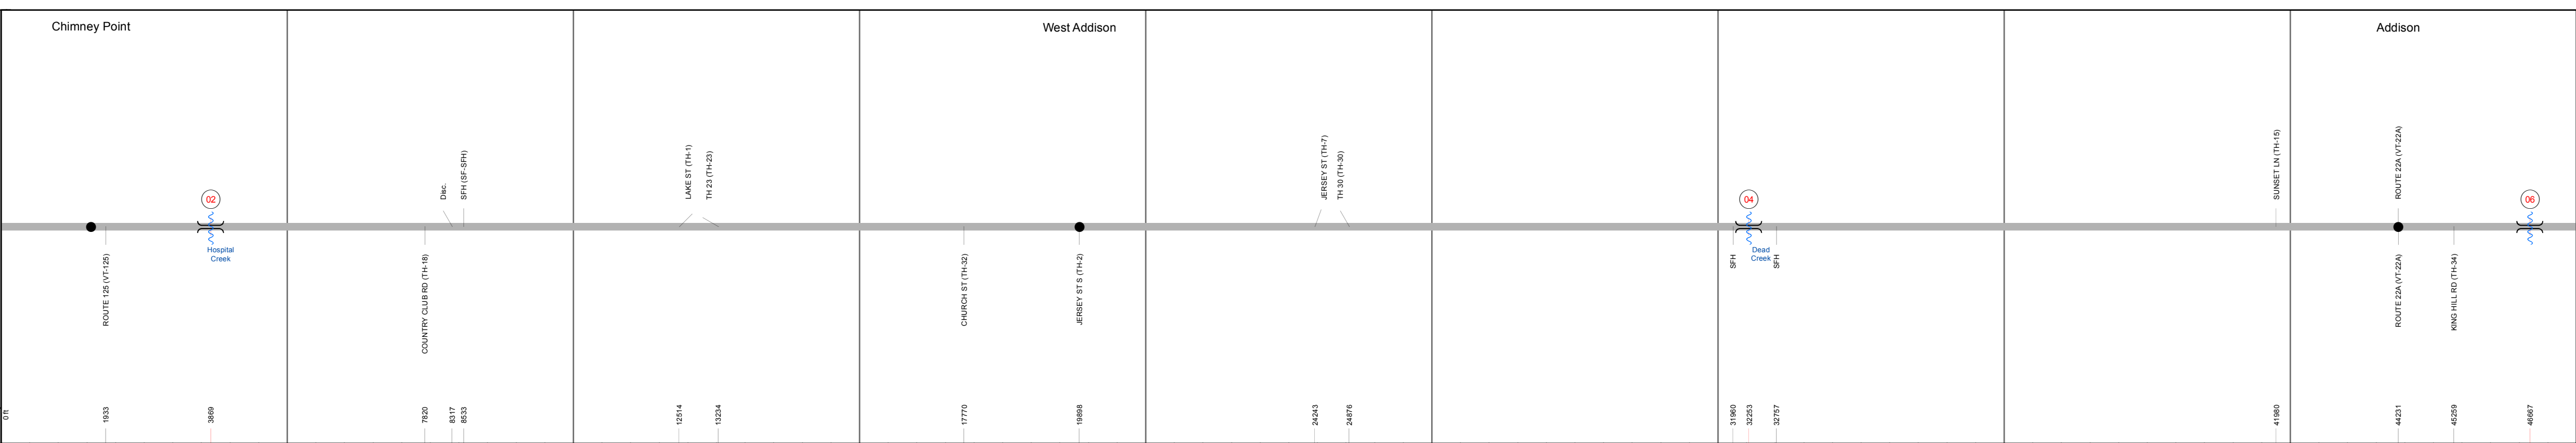 Chimney Point
West Addison
Addison
Disc.
SFH (SF-SFH)
LAKE ST (TH-1)
TH 23 (TH-23)
JERSEY ST (TH-7)
TH 30 (TH-30)
SUNSET LN (TH-15)
ROUTE 22A (VT-22A)
02
04
06
Hospital
Creek
Dead
Creek
ROUTE 125 (VT-125)
COUNTRY CLUB RD (TH-18)
CHURCH ST (TH-32)
JERSEY ST S (TH-2)
SFH
SFH
ROUTE 22A (VT-22A)
KING HILL RD (TH-34)
0 ft
1933
3869
7820
8317
8533
12514
13234
17770
19898
24243
24876
31960
32253
32757
41980
44231
45259
46667